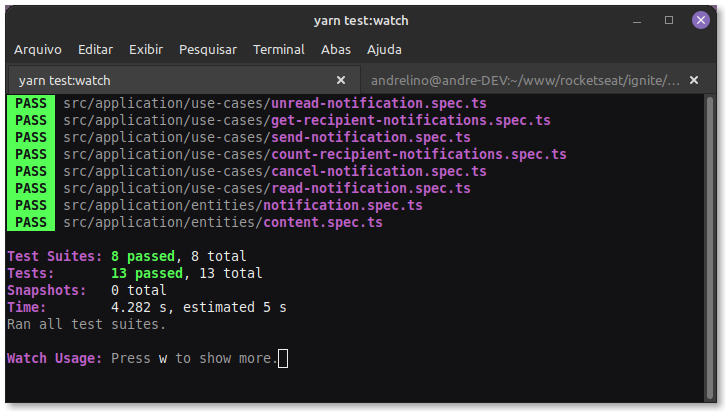 yarn test:watch
Arquivo Editar Exibir Pesquisar Terminal Abas Ajuda
yarn test:watch andrelino@andre-DEV:~/www/rocketseat/ignite/...
PASS src/application/use-cases/unread-notification.spec.ts
PASS src/application/use-cases/get-recipient-notifications.spec.ts
PASS src/application/use-cases/send-notification.spec.ts
PASS src/application/use-cases/count-recipient-notifications.spec.ts
PASS src/application/use-cases/cancel-notification.spec.ts
PASS src/application/use-cases/read-notification.spec.ts
PASS src/application/entities/notification.spec.ts
PASS src/application/entities/content.spec.ts
Test Suites: 8 passed, 8 total
Tests: 13 passed, 13 total
Snapshots: 0 total
Time: 4.282 s, estimated 5 s
Ran all test suites.
Watch Usage: Press w to show more.